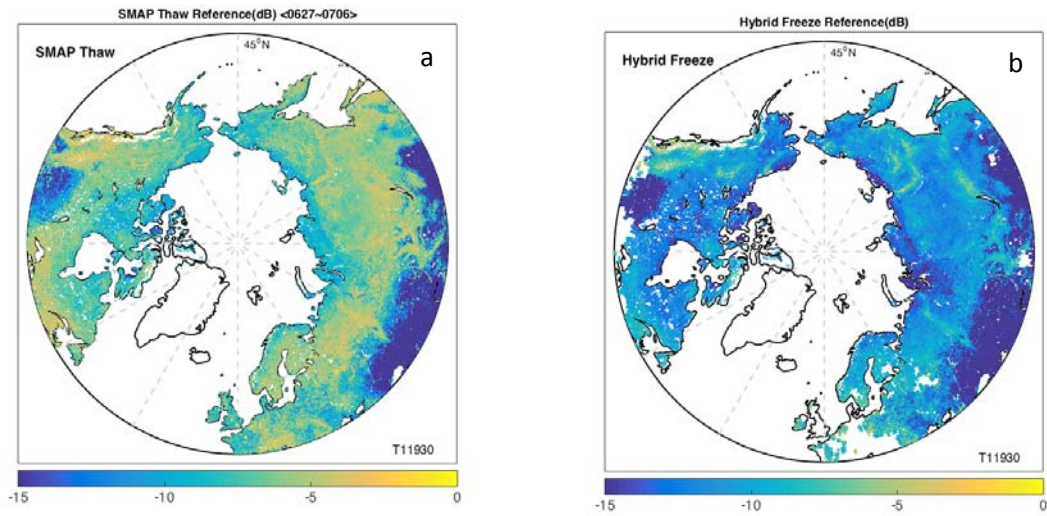 SMAP Thaw Reference(dB) <0627~0706>
SMAP Thaw
45°N
a
T11930
-15 -10 -5 0
Hybrid Freeze Reference(dB)
Hybrid Freeze
45°N
b
T11930
-15 -10 -5 0